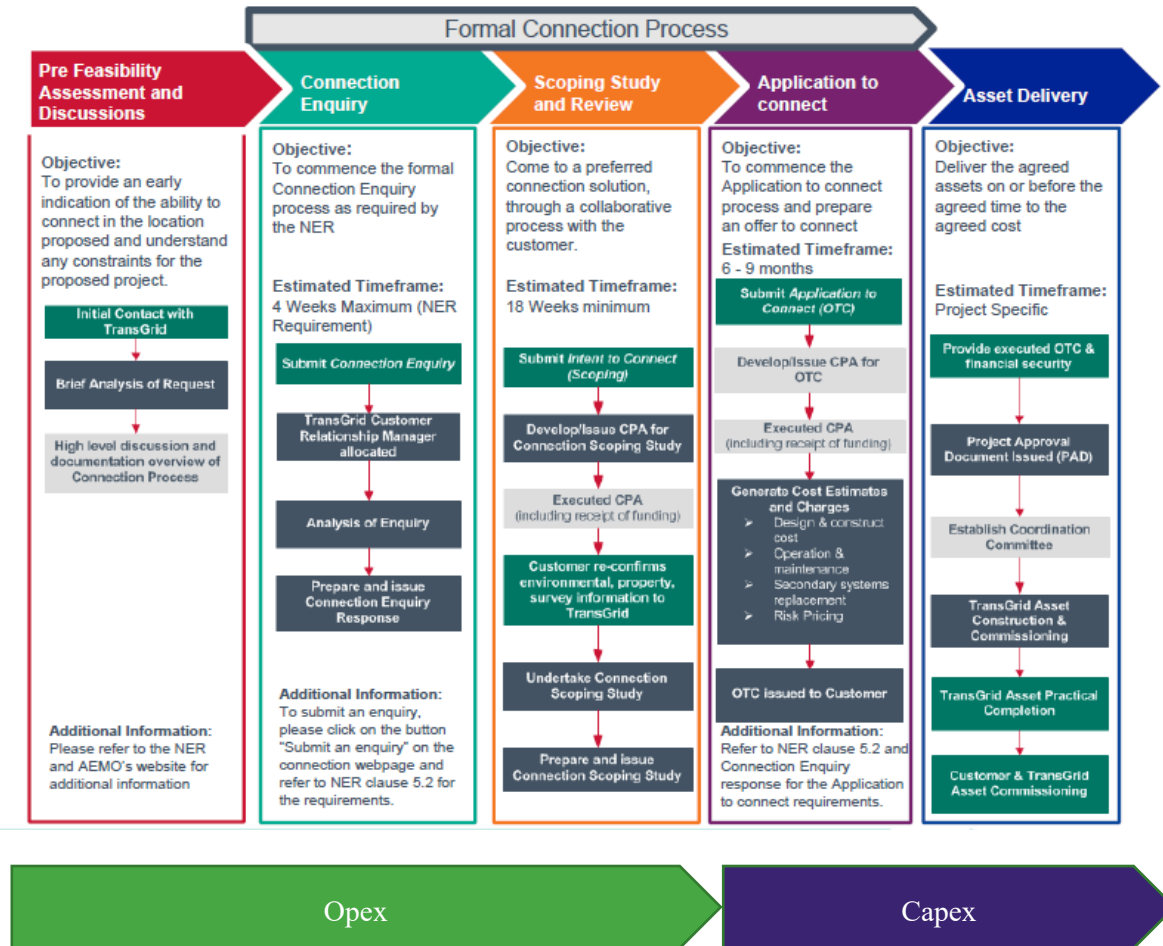 Formal Connection Process
Pre Feasibility
Assessment and
Discussions
Objective:
To provide an early
indication of the ability to
connect in the location
proposed and understand
any constraints for the
proposed project.
Initial Contact with
TransGrid
Brief Analysis of Request
High level discussion and
documentation overview of
Connection Process
Additional Information:
Please refer to the NER
and AEMO's website for
additional information
Connection
Enquiry
Objective:
To commence the formal
Connection Enquiry
process as required by
the NER
Estimated Timeframe:
4 Weeks Maximum (NER
Requirement)
Submit Connection Enquiry
TransGrid Customer
Relationship Manager
allocated
Analysis of Enquiry
Prepare and issue
Connection Enquiry
Response
Additional Information:
To submit an enquiry,
please click on the button
"Submit an enquiry" on the
connection webpage and
refer to NER clause 5.2 for
the requirements.
Scoping Study
and Review
Objective:
Come to a preferred
connection solution,
through a collaborative
process with the
customer.
Estimated Timeframe:
18 Weeks minimum
Submit Intent to Connect
(Scoping)
Develop/Issue CPA for
Connection Scoping Study
Executed CPA
(including receipt of funding)
Customer re-confirms
environmental, property,
survey information to
TransGrid
Undertake Connection
Scoping Study
Prepare and issue
Connection Scoping Study
Application to
connect
Objective:
To commence the
Application to connect
process and prepare
an offer to connect
Estimated Timeframe:
6 - 9 months
Submit Application to
Connect (OTC)
Develop/Issue CPA for
OTC
Executed CPA
(including receipt of funding)
Generate Cost Estimates
and Charges
➢ Design & construct
cost
➢ Operation &
maintenance
➢ Secondary systems
replacement
➢ Risk Pricing
OTC issued to Customer
Additional Information:
Refer to NER clause 5.2 and
Connection Enquiry
response for the Application
to connect requirements.
Asset Delivery
Objective:
Deliver the agreed
assets on or before the
agreed time to the
agreed cost
Estimated Timeframe:
Project Specific
Provide executed OTC &
financial security
Project Approval
Document Issued (PAD)
Establish Coordination
Committee
TransGrid Asset
Construction &
Commissioning
TransGrid Asset Practical
Completion
Customer & TransGrid
Asset Commissioning
Opex
Capex